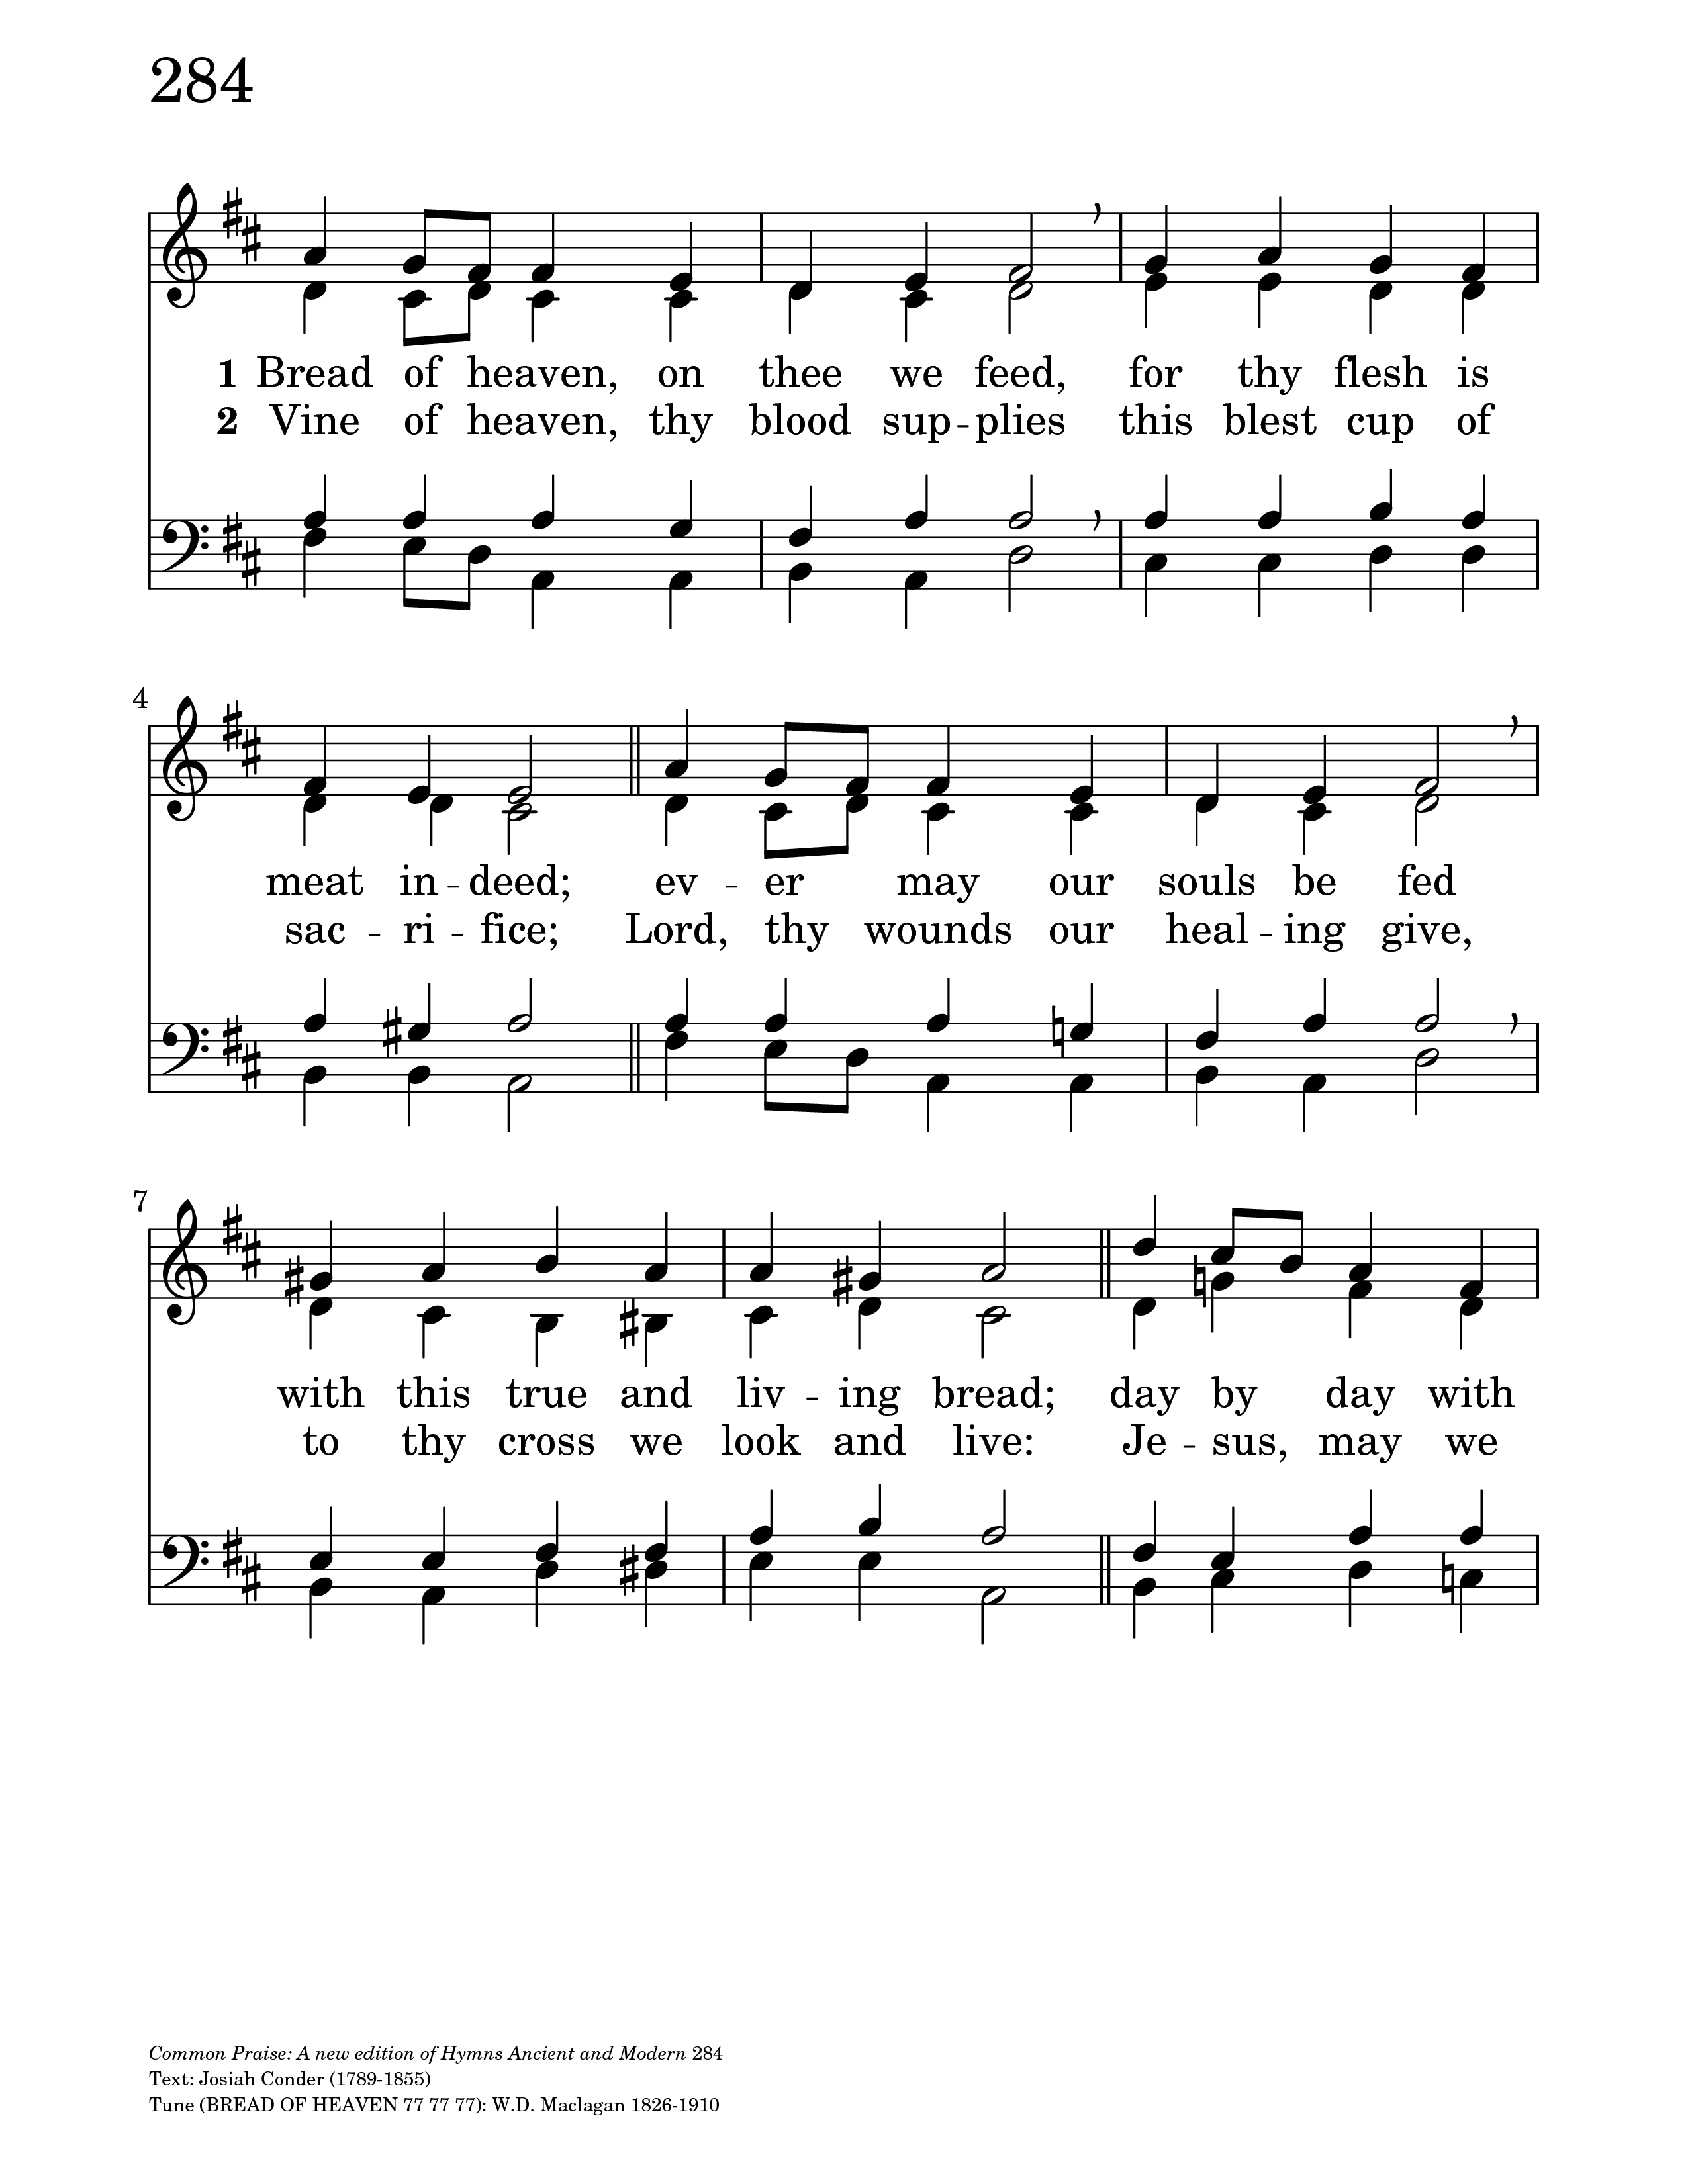 284
1 Bread of heaven, on thee we feed, for thy flesh is
2 Vine of heaven, thy blood sup - plies this blest cup of
4
meat in - deed; ev - er may our souls be fed
sac - ri - fice; Lord, thy wounds our heal - ing give,
7
with this true and liv - ing bread; day by day with
to thy cross we look and live: Je - sus, may we
Common Praise: A new edition of Hymns Ancient and Modern 284
Text: Josiah Conder (1789-1855)
Tune (BREAD OF HEAVEN 77 77 77): W.D. Maclagan 1826-1910